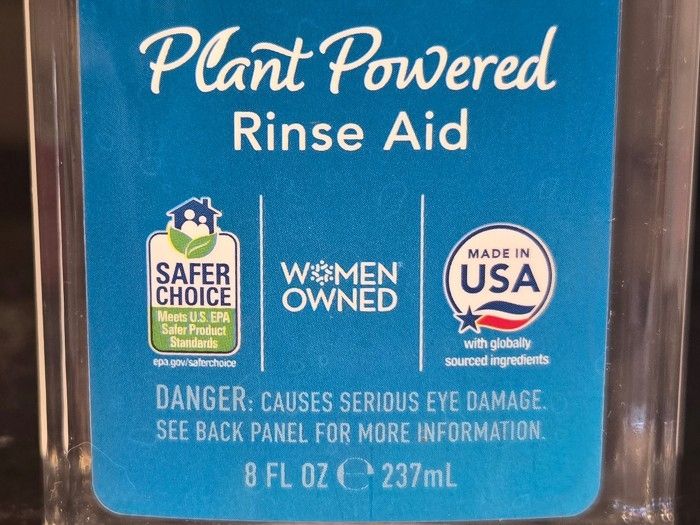 Plant Powered
Rinse Aid
SAFER
CHOICE
Meets U.S. EPA
Safer Product
Standards
epa.gov/saferchoice
WOMEN
OWNED
MADE IN
USA
with globally
sourced ingredients
DANGER: CAUSES SERIOUS EYE DAMAGE.
SEE BACK PANEL FOR MORE INFORMATION.
8 FL OZ ℮ 237mL